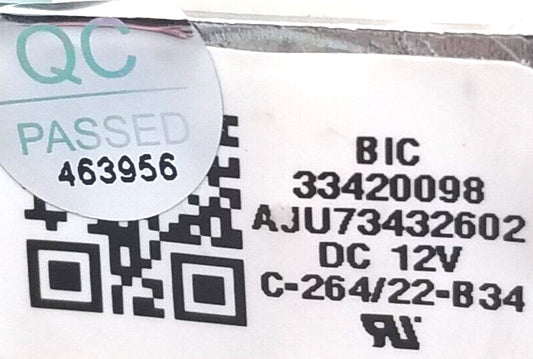 QC
PASSED
463956
BIC
33420098
AJU73432602
DC 12V
C-264/22-B34